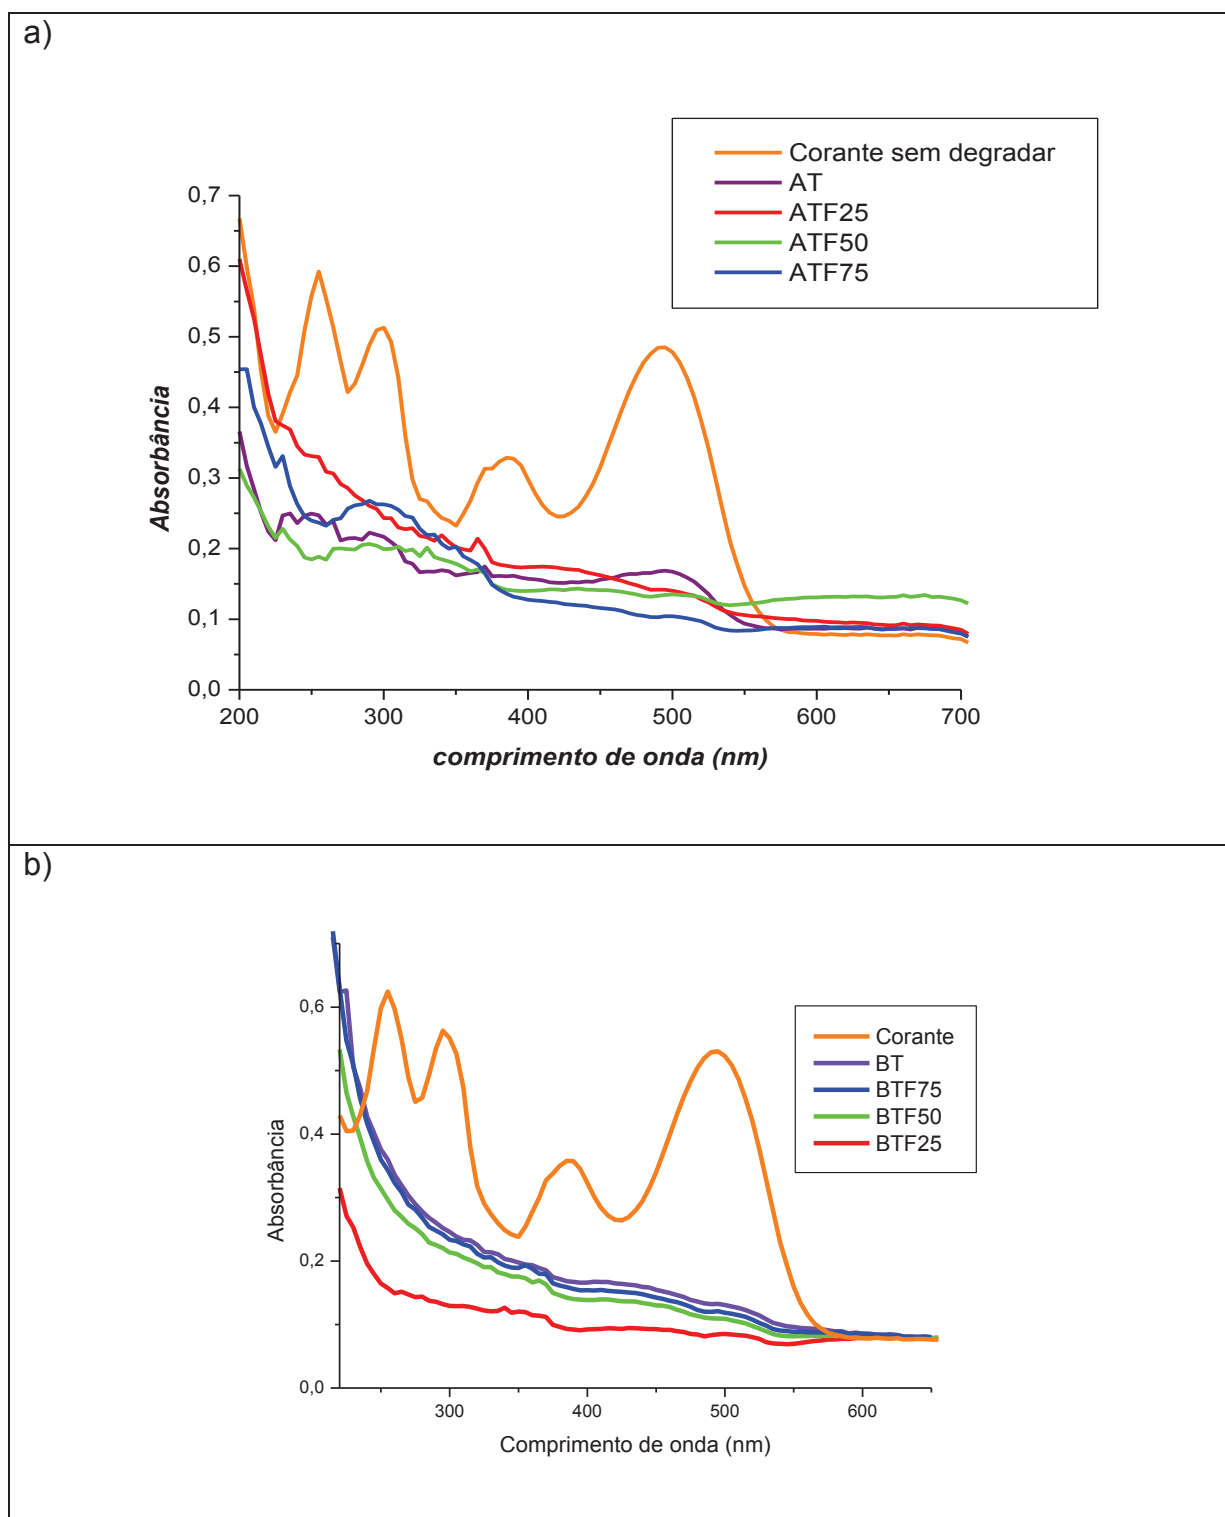 a)
Corante sem degradar
AT
ATF25
ATF50
ATF75
0,7
0,6
0,5
0,4
0,3
0,2
0,1
0,0
Absorbância
200
300
400
500
600
700
comprimento de onda (nm)
b)
Corante
BT
BTF75
BTF50
BTF25
0,6
0,4
0,2
0,0
Absorbância
300
400
500
600
Comprimento de onda (nm)